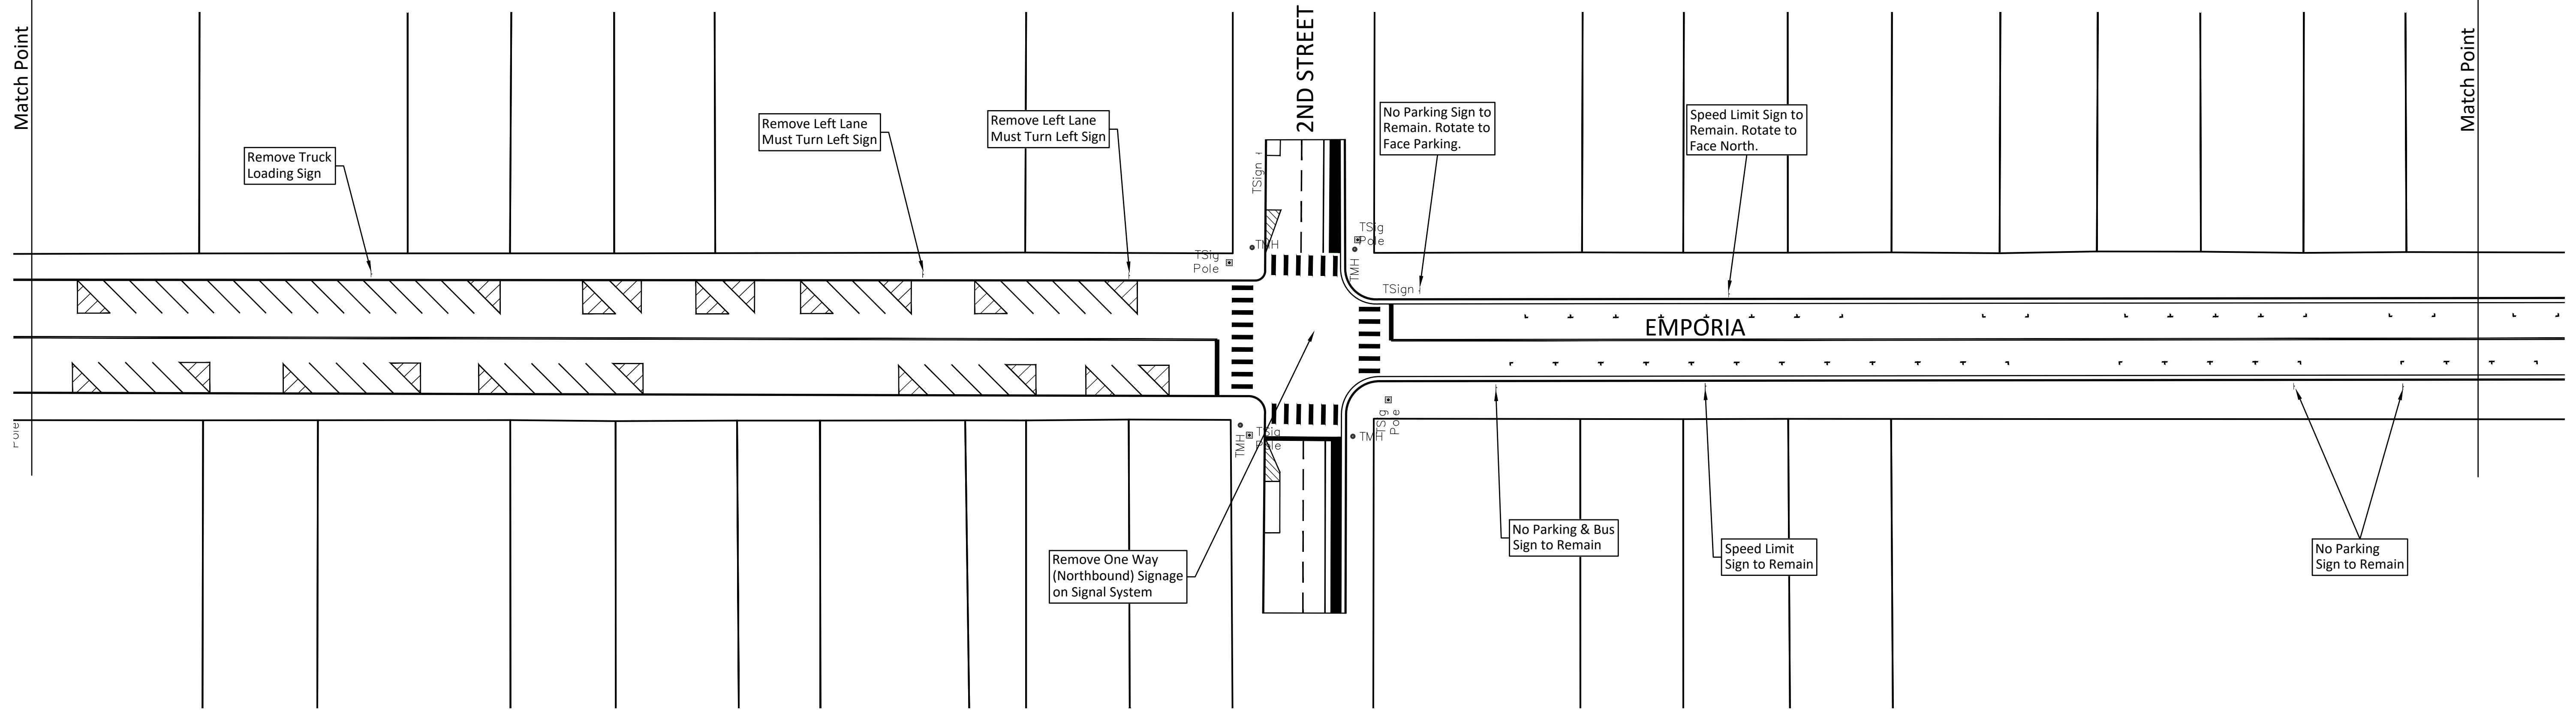 Match Point
2ND STREET
Match Point
Remove Truck
Loading Sign
Remove Left Lane
Must Turn Left Sign
Remove Left Lane
Must Turn Left Sign
No Parking Sign to
Remain. Rotate to
Face Parking.
Speed Limit Sign to
Remain. Rotate to
Face North.
TSign
TSig
Pole
TMH
TSig
Pole
TMH
TSign
EMPORIA
Pole
TMH
TSig
Pole
TMH
TSig
Pole
Remove One Way
(Northbound) Signage
on Signal System
No Parking & Bus
Sign to Remain
Speed Limit
Sign to Remain
No Parking
Sign to Remain